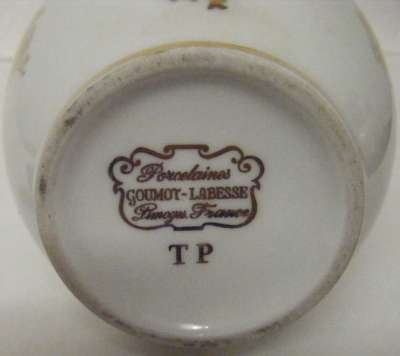 Porcelaines
GOUMOT-LABESSE
Limoges. France
TP